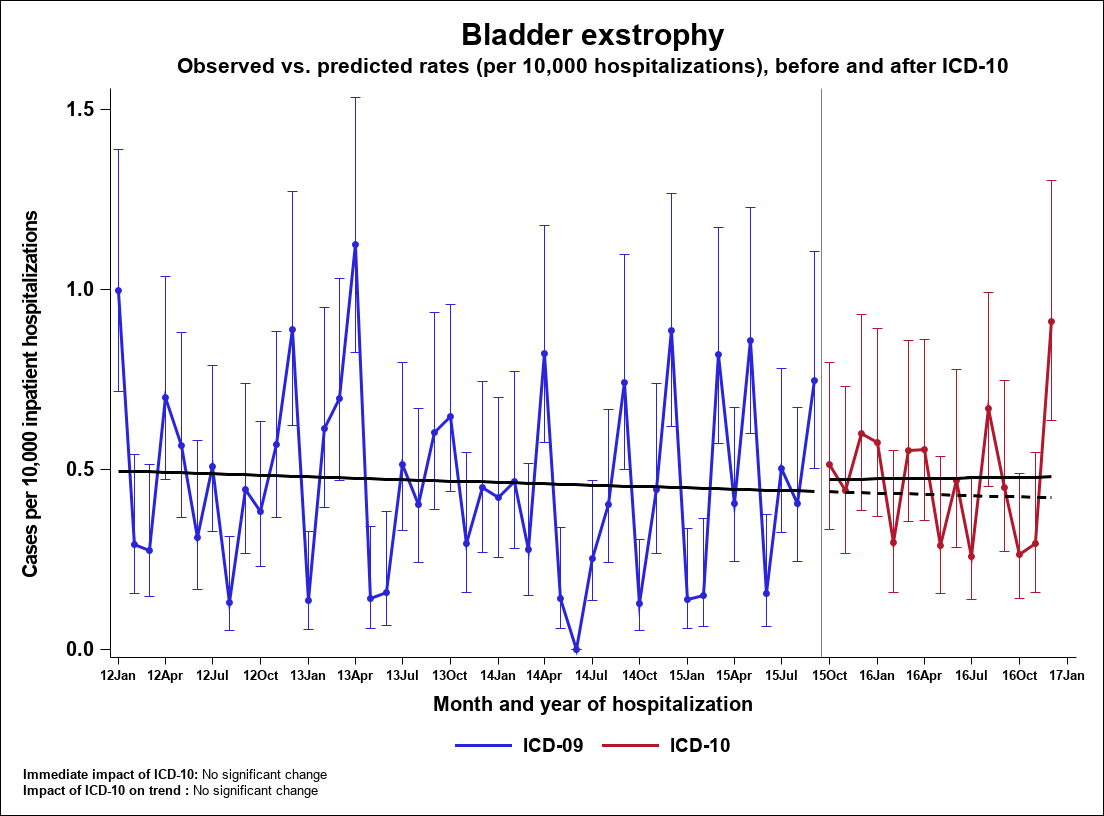 Bladder exstrophy
Observed vs. predicted rates (per 10,000 hospitalizations), before and after ICD-10
1.5
1.0
0.5
0.0
Cases per 10,000 inpatient hospitalizations
12Jan 12Apr 12Jul 12Oct 13Jan 13Apr 13Jul 13Oct 14Jan 14Apr 14Jul 14Oct 15Jan 15Apr 15Jul 15Oct 16Jan 16Apr 16Jul 16Oct 17Jan
Month and year of hospitalization
ICD-09 ICD-10
Immediate impact of ICD-10: No significant change
Impact of ICD-10 on trend : No significant change